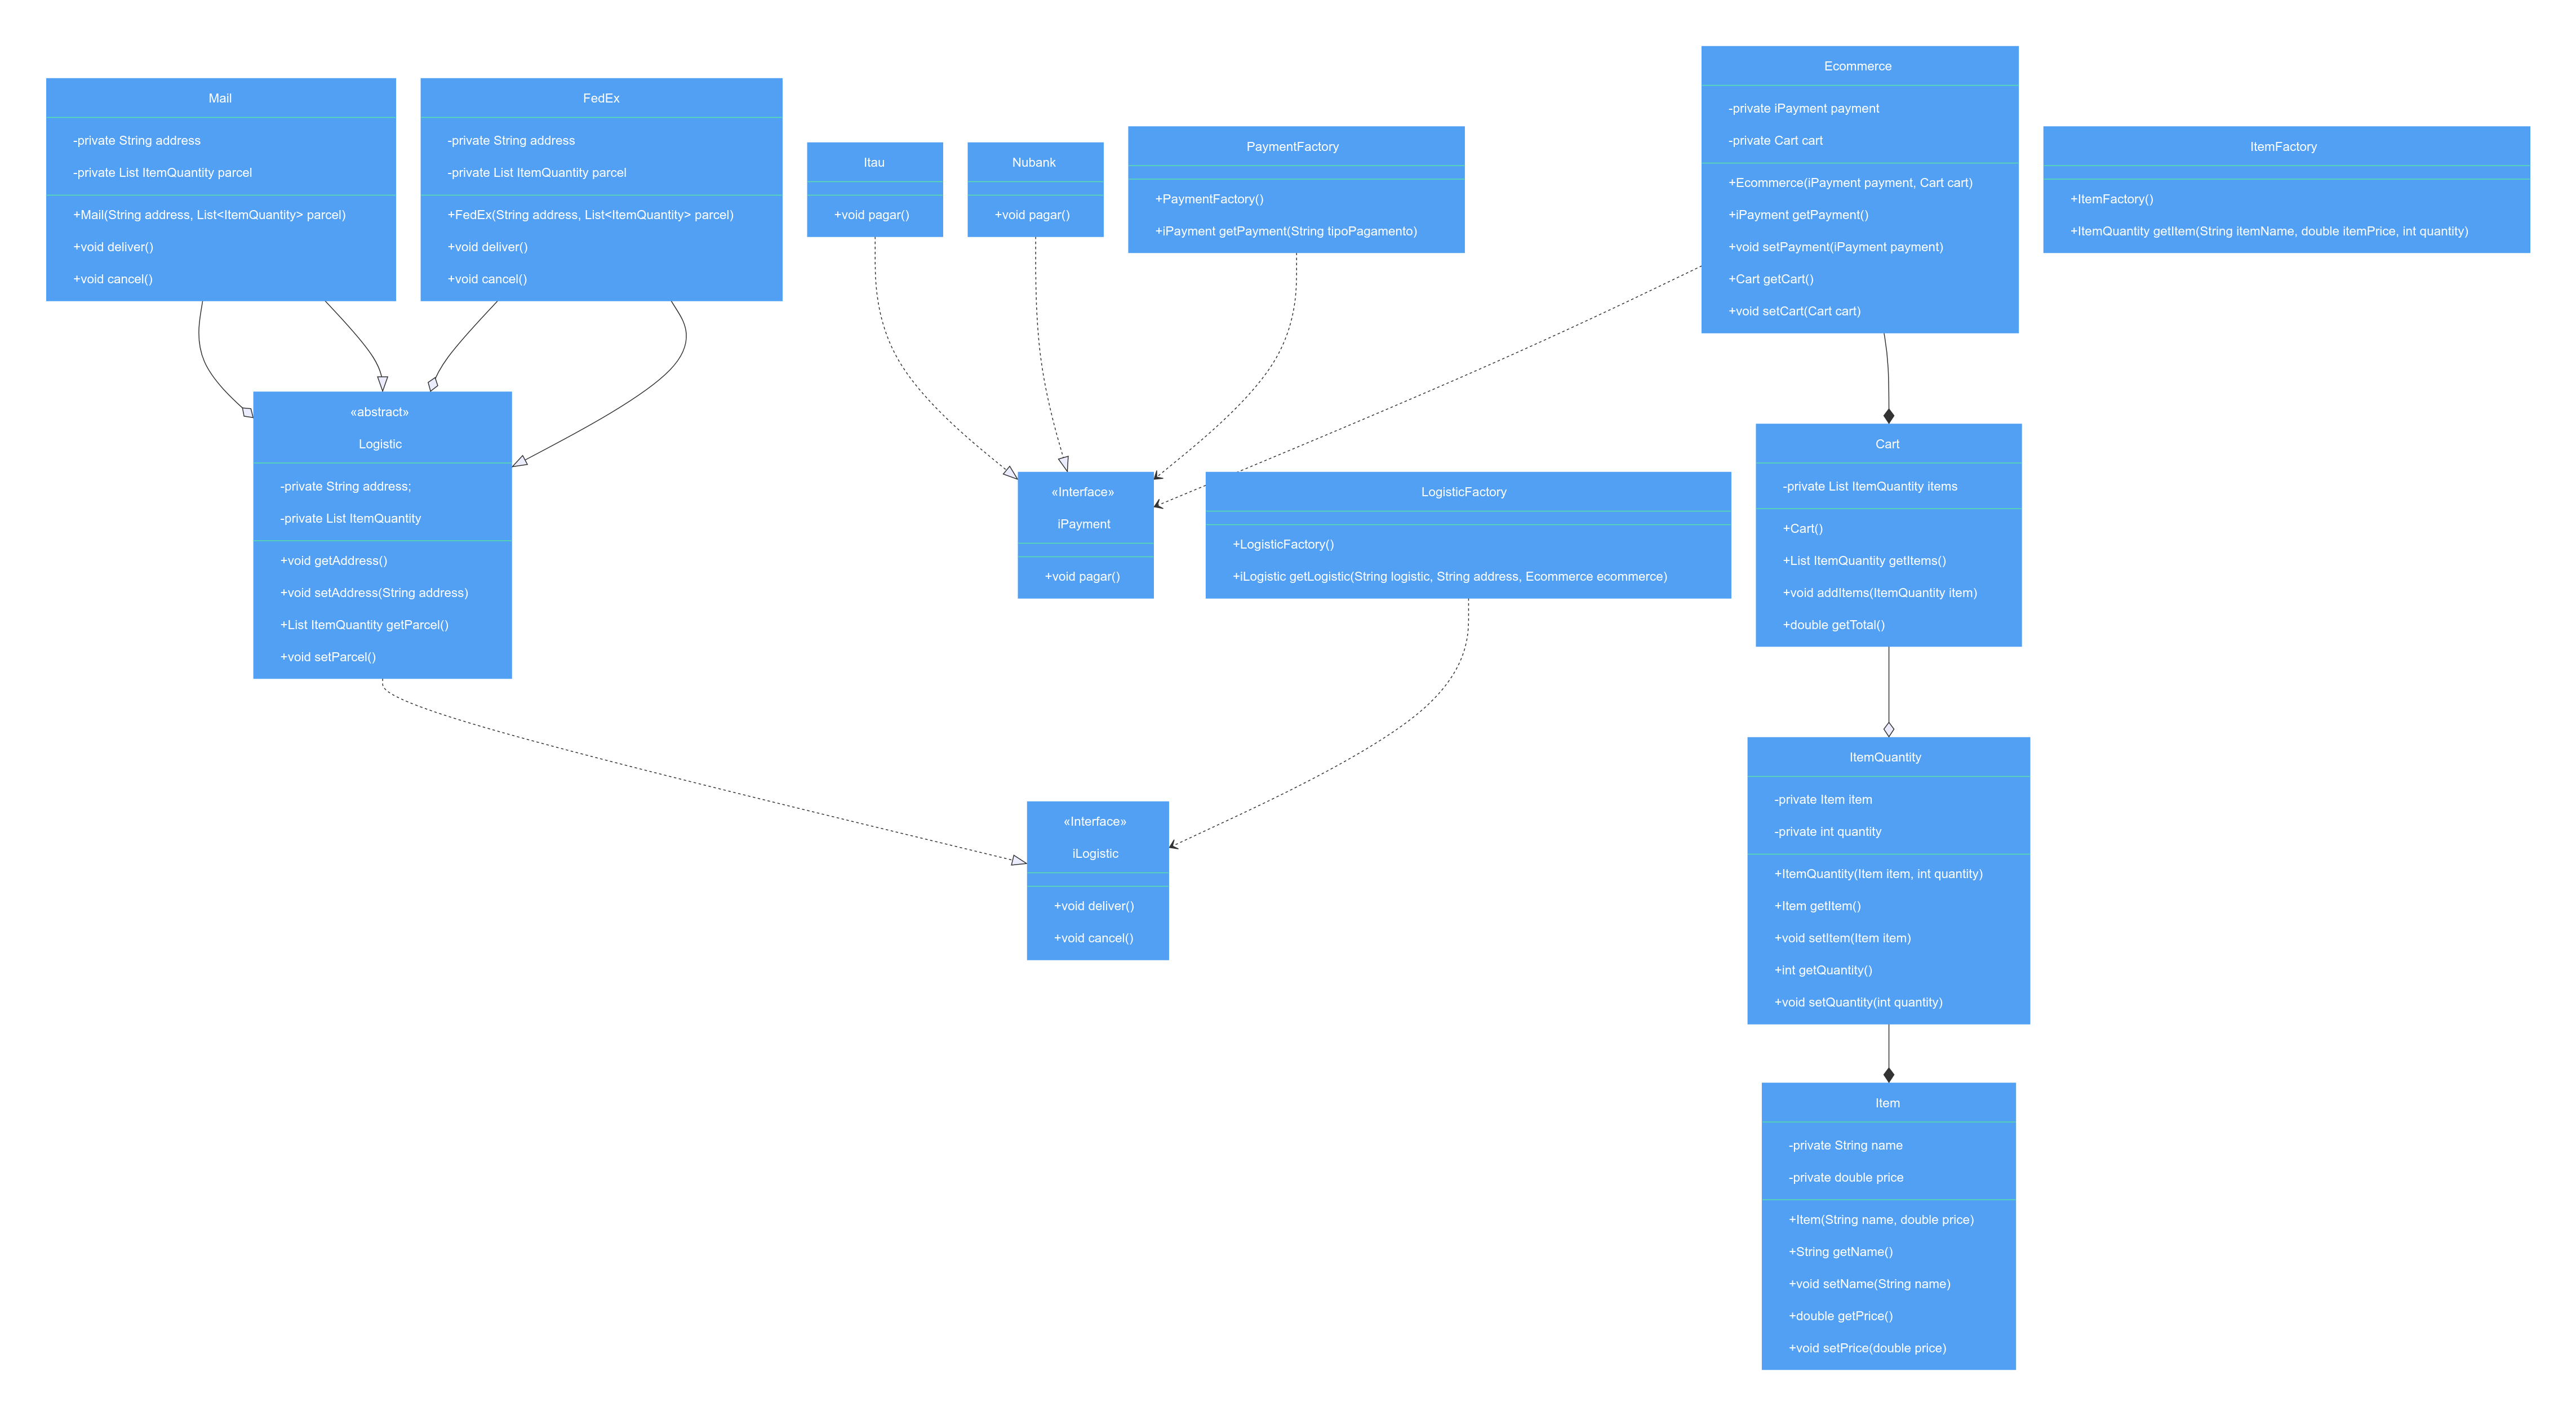 Mail
-private String address
-private List ItemQuantity parcel
+Mail(String address, List<ItemQuantity> parcel)
+void deliver()
+void cancel()
FedEx
-private String address
-private List ItemQuantity parcel
+FedEx(String address, List<ItemQuantity> parcel)
+void deliver()
+void cancel()
Itau
+void pagar()
Nubank
+void pagar()
PaymentFactory
+PaymentFactory()
+iPayment getPayment(String tipoPagamento)
Ecommerce
-private iPayment payment
-private Cart cart
+Ecommerce(iPayment payment, Cart cart)
+iPayment getPayment()
+void setPayment(iPayment payment)
+Cart getCart()
+void setCart(Cart cart)
ItemFactory
+ItemFactory()
+ItemQuantity getItem(String itemName, double itemPrice, int quantity)
«abstract»
Logistic
-private String address;
-private List ItemQuantity
+void getAddress()
+void setAddress(String address)
+List ItemQuantity getParcel()
+void setParcel()
«Interface»
iPayment
+void pagar()
LogisticFactory
+LogisticFactory()
+iLogistic getLogistic(String logistic, String address, Ecommerce ecommerce)
Cart
-private List ItemQuantity items
+Cart()
+List ItemQuantity getItems()
+void addItems(ItemQuantity item)
+double getTotal()
«Interface»
iLogistic
+void deliver()
+void cancel()
ItemQuantity
-private Item item
-private int quantity
+ItemQuantity(Item item, int quantity)
+Item getItem()
+void setItem(Item item)
+int getQuantity()
+void setQuantity(int quantity)
Item
-private String name
-private double price
+Item(String name, double price)
+String getName()
+void setName(String name)
+double getPrice()
+void setPrice(double price)